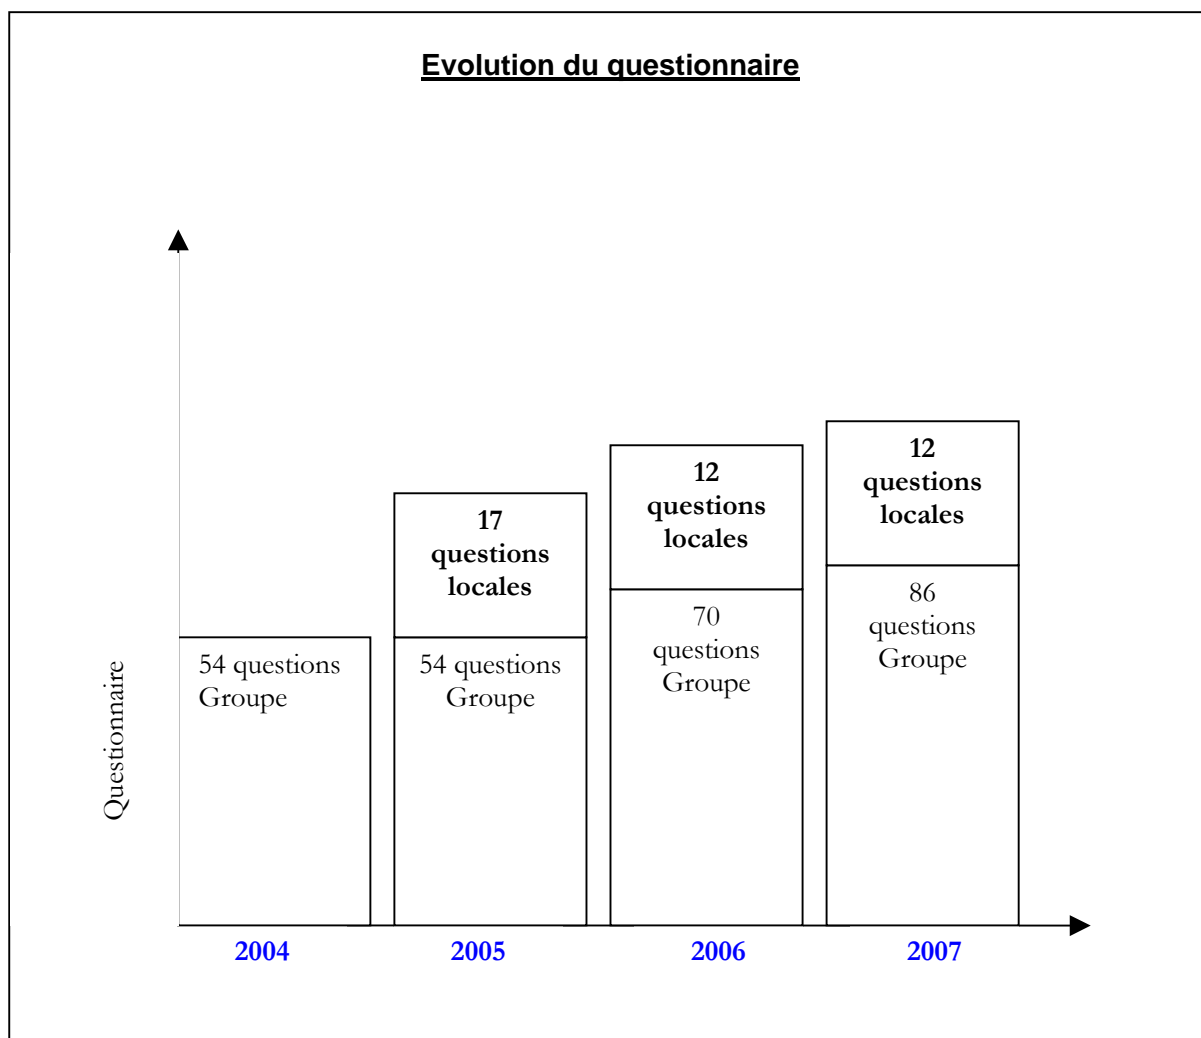 Evolution du questionnaire
12
questions
locales
12
questions
locales
17
questions
locales
86
questions
Groupe
70
questions
Groupe
54 questions
Groupe
54 questions
Groupe
Questionnaire
2004
2005
2006
2007